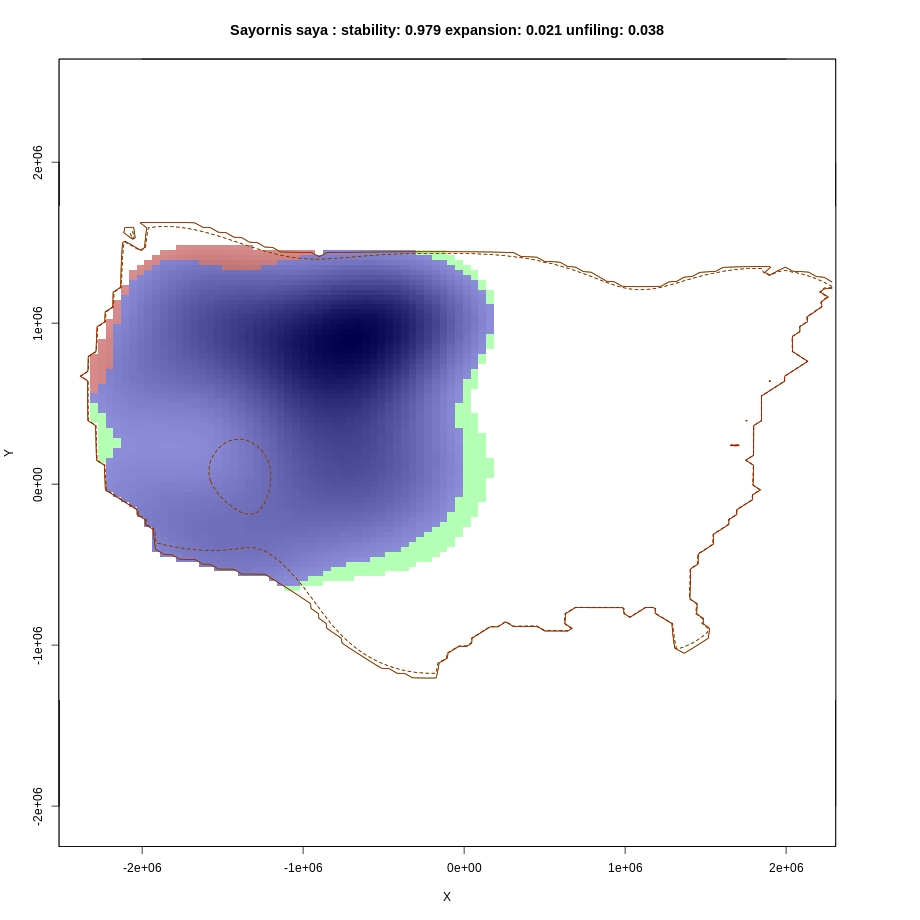 Sayornis saya : stability: 0.979 expansion: 0.021 unfiling: 0.038
2e+06
1e+06
0e+00
-1e+06
-2e+06
Y
-2e+06 -1e+06 0e+00 1e+06 2e+06
X